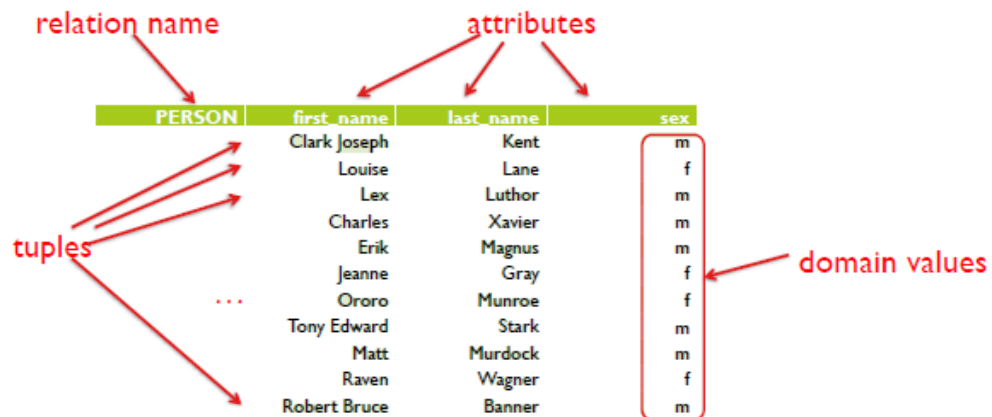 relation name attributes
PERSON first_name last_name sex
Clark Joseph Kent m
Louise Lane f
Lex Luthor m
Charles Xavier m
tuples Erik Magnus m
Jeanne Gray f domain values
... Ororo Munroe f
Tony Edward Stark m
Matt Murdock m
Raven Wagner f
Robert Bruce Banner m